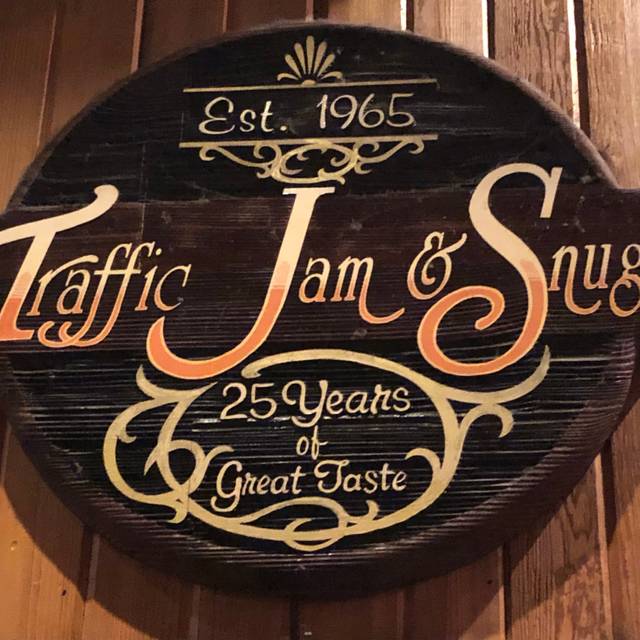 Est. 1965
Traffic Jam & Snug
25 Years
of
Great Taste